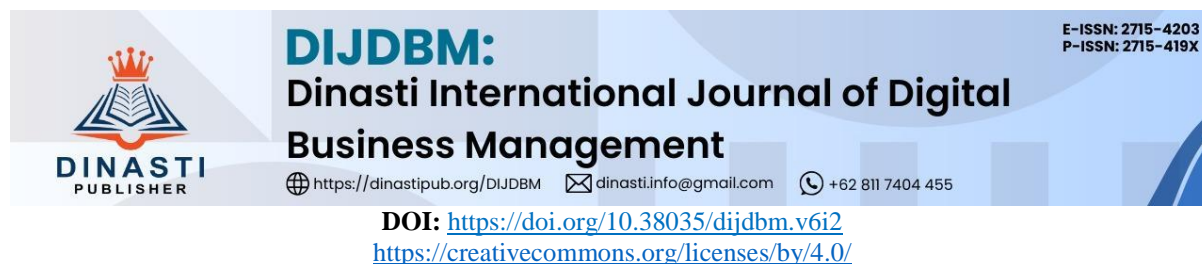 E-ISSN: 2715-4203
P-ISSN: 2715-419X
DIJDBM:
Dinasti International Journal of Digital
Business Management
DINASTI
PUBLISHER
https://dinastipub.org/DIJDBM dinasti.info@gmail.com +62 811 7404 455
DOI: https://doi.org/10.38035/dijdbm.v6i2
https://creativecommons.org/licenses/by/4.0/